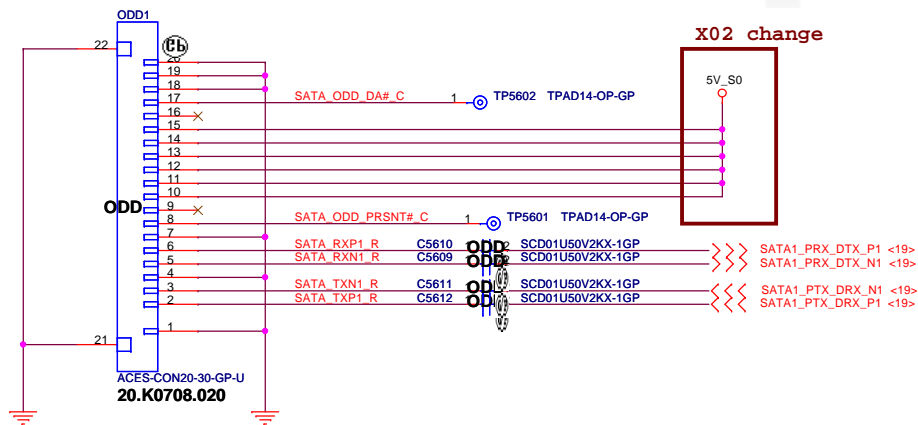 ODD1
X02 change
22
20
19
5V_S0
18
17 SATA_ODD_DA#_C 1 TP5602 TPAD14-OP-GP
16
15
14
13
12
11
10
ODD
9
8 SATA_ODD_PRSNT#_C 1 TP5601 TPAD14-OP-GP
7
6 SATA_RXP1_R C5610 ODD 2 SCD01U50V2KX-1GP SATA1_PRX_DTX_P1 <19>
5 SATA_RXN1_R C5609 ODD SCD01U50V2KX-1GP SATA1_PRX_DTX_N1 <19>
4
3 SATA_TXN1_R C5611 SCD01U50V2KX-1GP SATA1_PTX_DRX_N1 <19>
2 SATA_TXP1_R C5612 SCD01U50V2KX-1GP SATA1_PTX_DRX_P1 <19>
1
21
ACES-CON20-30-GP-U
20.K0708.020